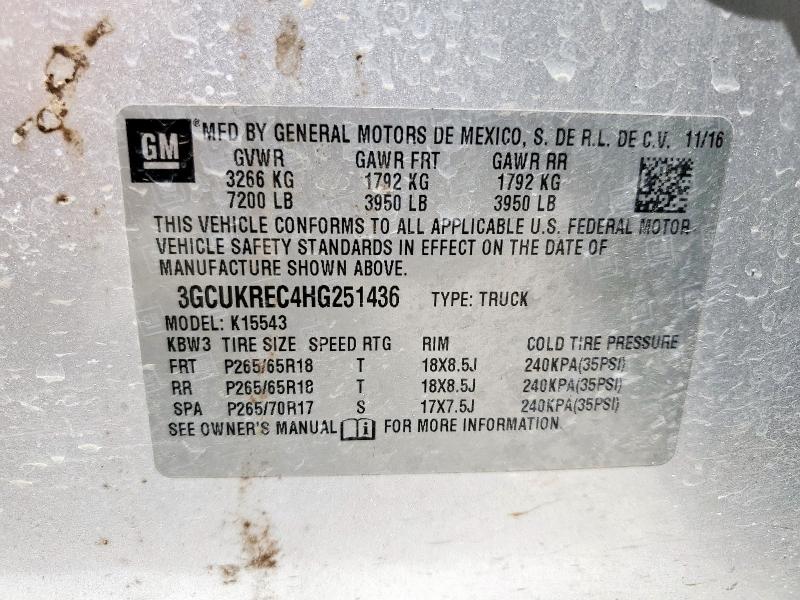 GM ® MFD BY GENERAL MOTORS DE MEXICO, S. DE R.L. DE C.V. 11/16
GVWR GAWR FRT GAWR RR
3266 KG 1792 KG 1792 KG
7200 LB 3950 LB 3950 LB
THIS VEHICLE CONFORMS TO ALL APPLICABLE U.S. FEDERAL MOTOR
VEHICLE SAFETY STANDARDS IN EFFECT ON THE DATE OF
MANUFACTURE SHOWN ABOVE.
3GCUKREC4HG251436 TYPE: TRUCK
MODEL: K15543
KBW3 TIRE SIZE SPEED RTG RIM COLD TIRE PRESSURE
FRT P265/65R18 T 18X8.5J 240KPA(35PSI)
RR P265/65R18 T 18X8.5J 240KPA(35PSI)
SPA P265/70R17 S 17X7.5J 240KPA(35PSI)
SEE OWNER'S MANUAL i FOR MORE INFORMATION